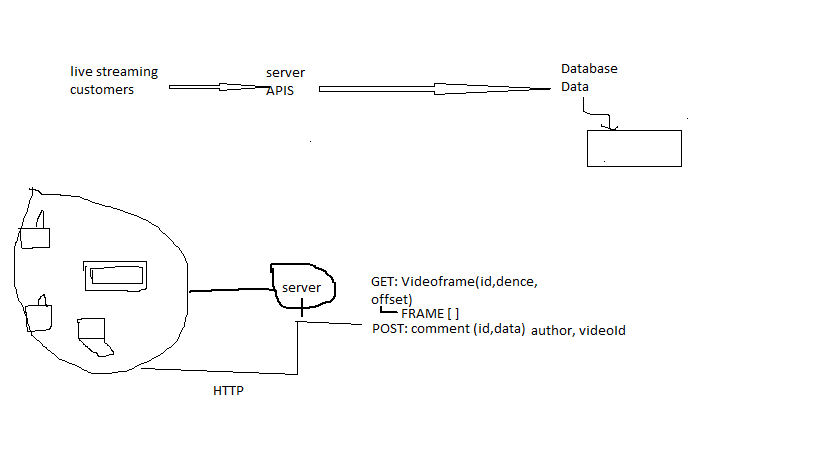 live streaming
customers
server
APIS
Database
Data
server
GET: Videoframe(id,dence,
offset)
FRAME [ ]
POST: comment (id,data) author, videoId
HTTP